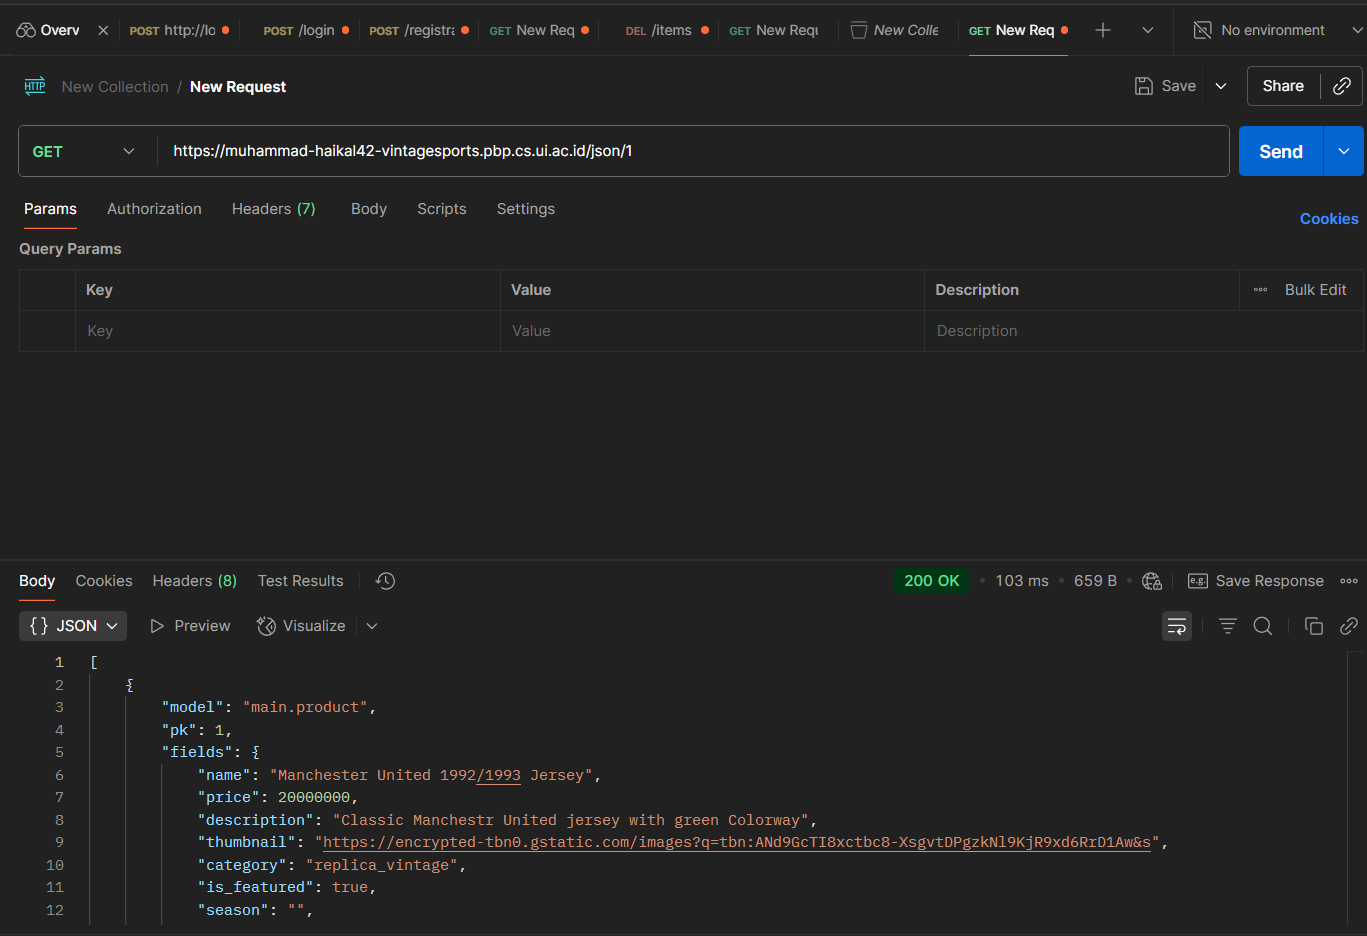 Overv POST http://lo POST /login POST /registra GET New Req DEL /items GET New Requ New Colle GET New Req No environment
HTTP New Collection / New Request Save Share
GET https://muhammad-haikal42-vintagesports.pbp.cs.ui.ac.id/json/1 Send
Params Authorization Headers (7) Body Scripts Settings Cookies
Query Params
Key Value Description Bulk Edit
Key Value Description
Body Cookies Headers (8) Test Results 200 OK 103 ms 659 B e.g. Save Response
{} JSON Preview Visualize
1 [
2 {
3 "model": "main.product",
4 "pk": 1,
5 "fields": {
6 "name": "Manchester United 1992/1993 Jersey",
7 "price": 20000000,
8 "description": "Classic Manchestr United jersey with green Colorway",
9 "thumbnail": "https://encrypted-tbn0.gstatic.com/images?q=tbn:ANd9GcTI8xctbc8-XsgvtDPgzkNl9KjR9xd6RrD1Aw&s",
10 "category": "replica_vintage",
11 "is_featured": true,
12 "season": "",